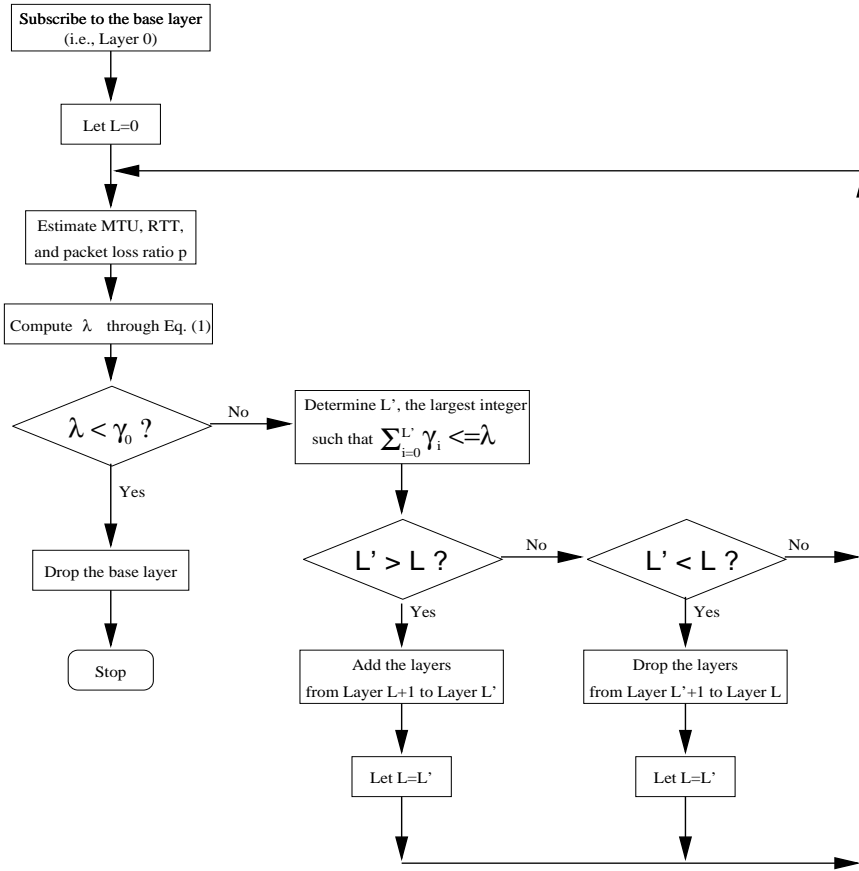 Subscribe to the base layer
(i.e., Layer 0)
Let L=0
Estimate MTU, RTT,
and packet loss ratio p
Compute λ through Eq. (1)
λ < γ₀ ?
No
Yes
Drop the base layer
Stop
Determine L’, the largest integer
such that ∑_{i=0}^{L’} γ_i <=λ
L’ > L ?
No
Yes
L’ < L ?
No
Yes
Add the layers
from Layer L+1 to Layer L’
Let L=L’
Drop the layers
from Layer L’+1 to Layer L
Let L=L’